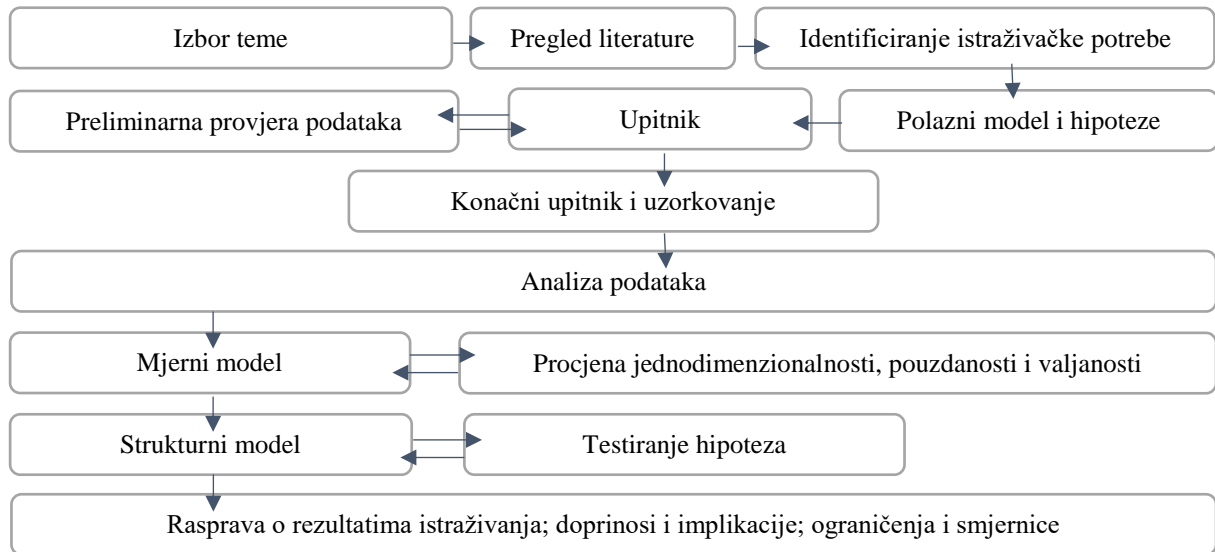 Izbor teme
Pregled literature
Identificiranje istraživačke potrebe
Preliminarna provjera podataka
Upitnik
Polazni model i hipoteze
Konačni upitnik i uzorkovanje
Analiza podataka
Mjerni model
Procjena jednodimenzionalnosti, pouzdanosti i valjanosti
Strukturni model
Testiranje hipoteza
Rasprava o rezultatima istraživanja; doprinosi i implikacije; ograničenja i smjernice